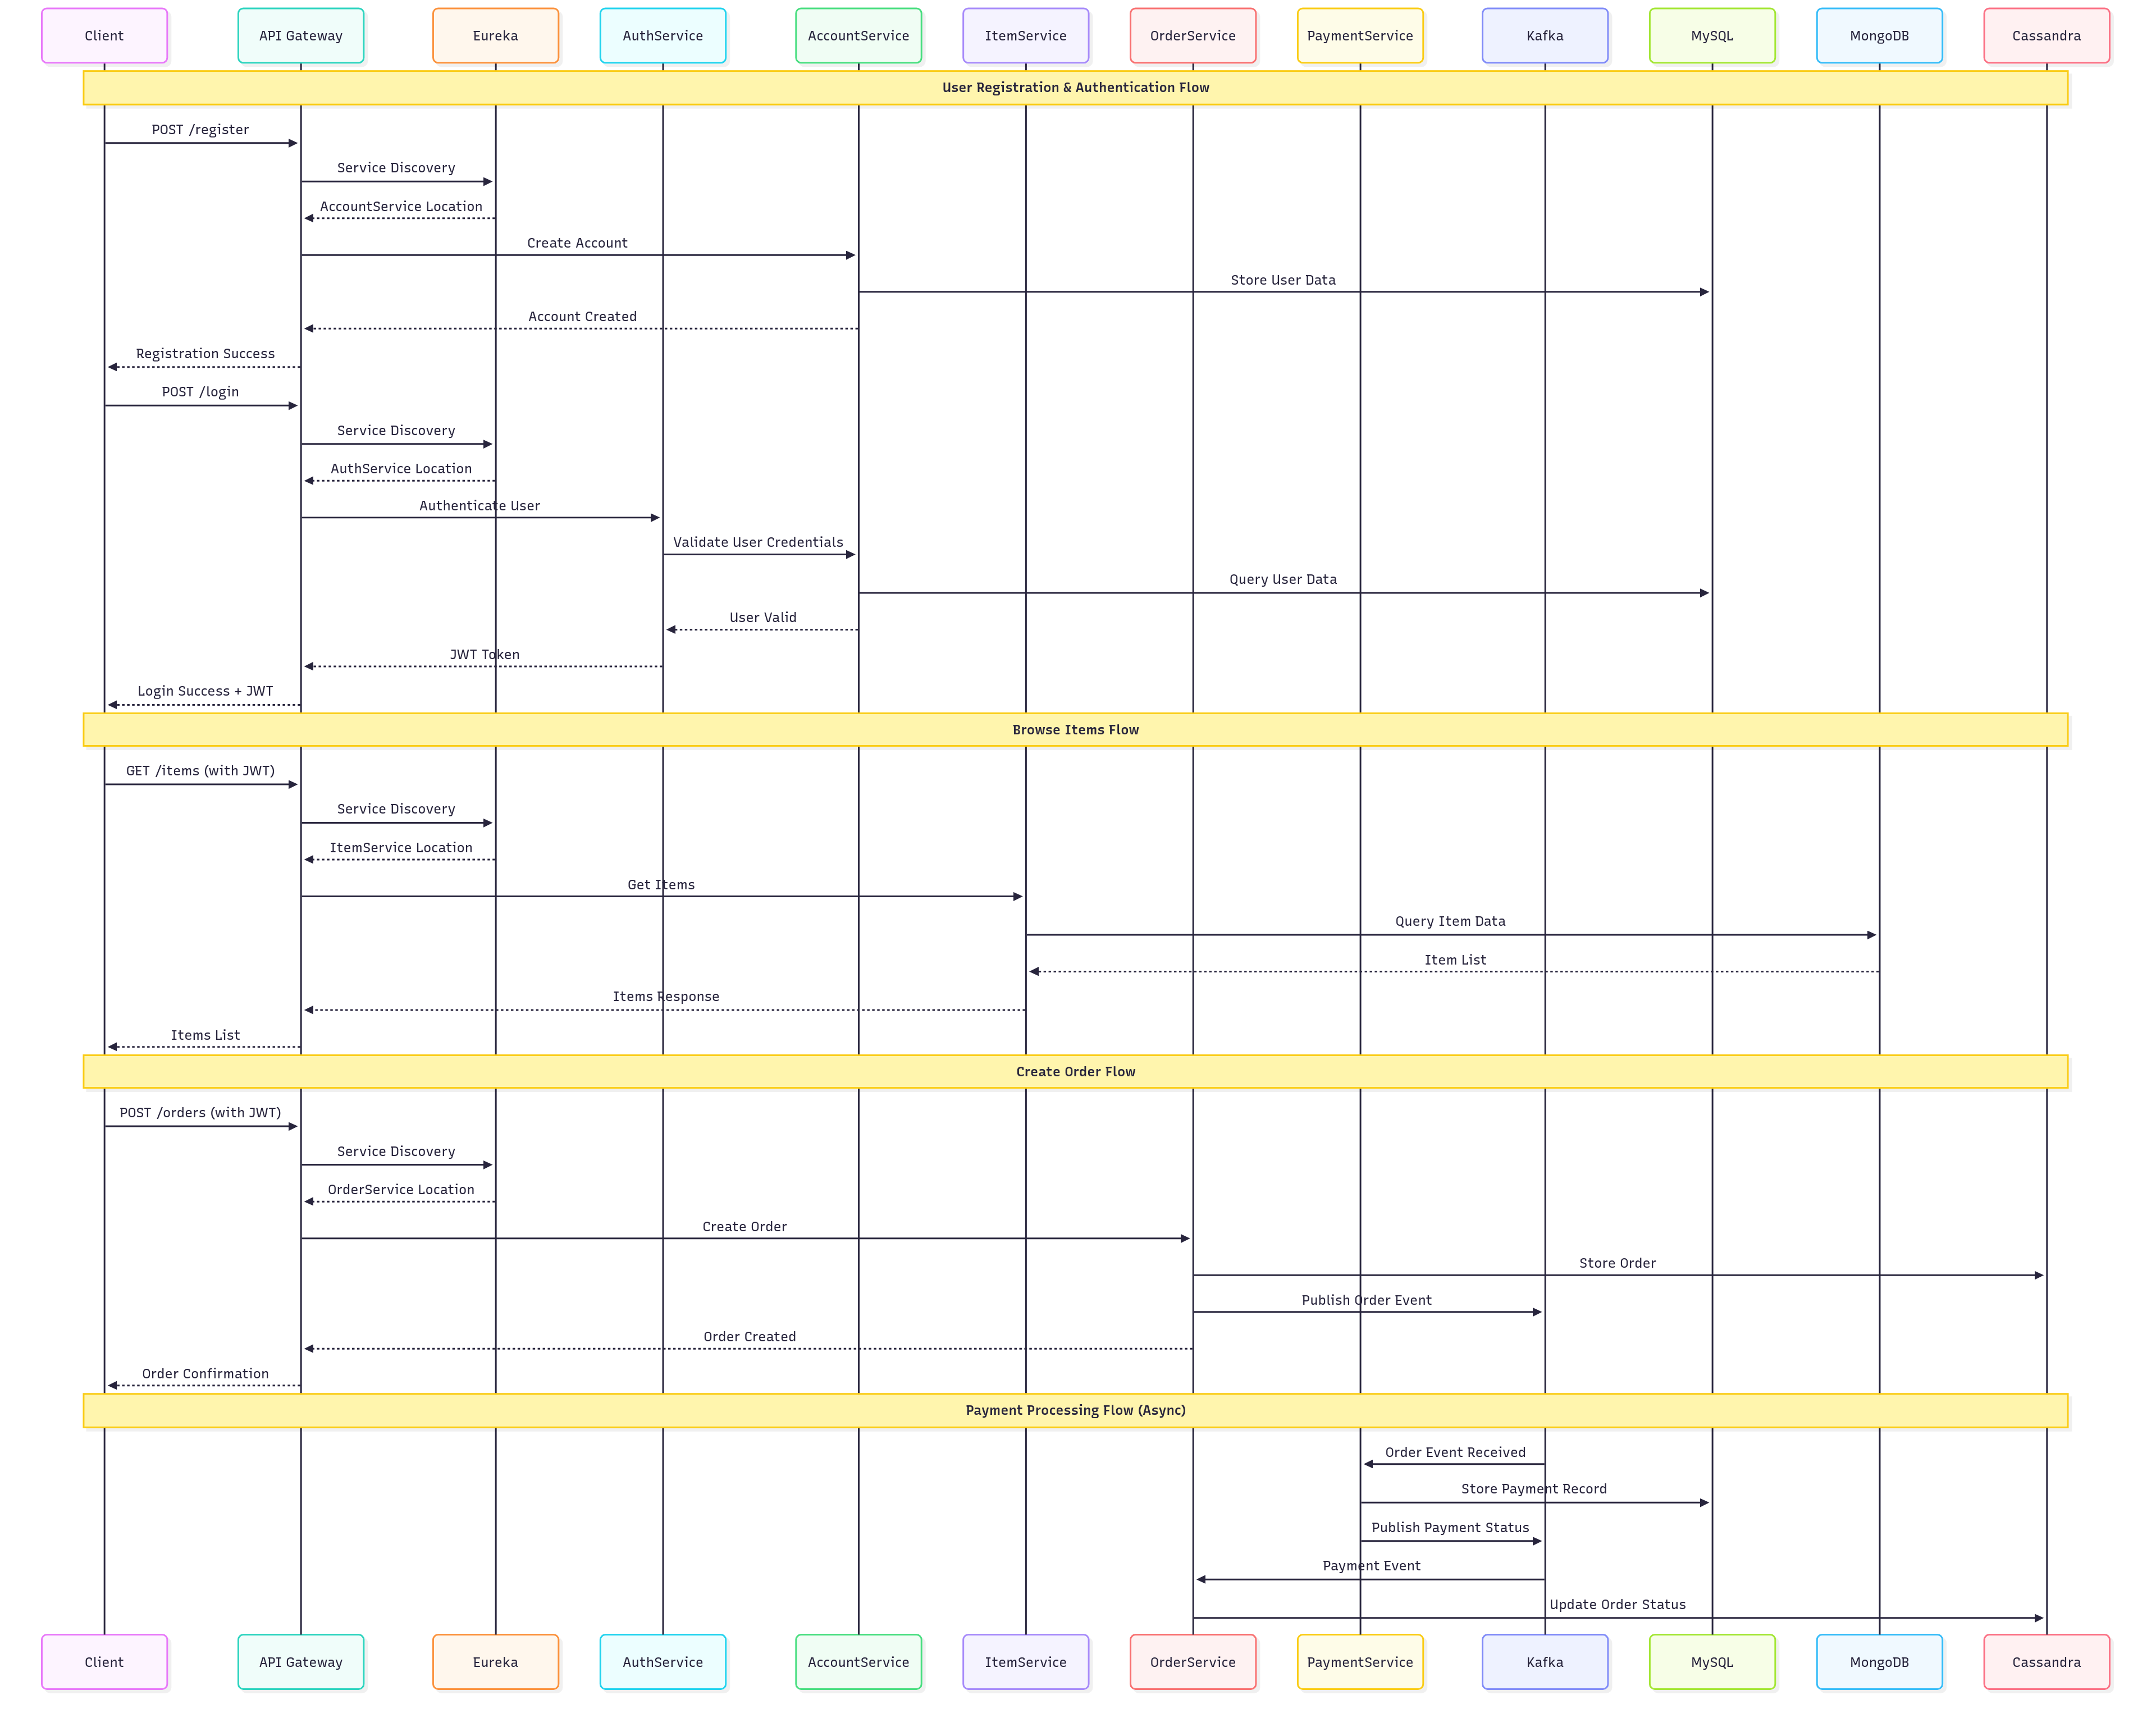 Client
API Gateway
Eureka
AuthService
AccountService
ItemService
OrderService
PaymentService
Kafka
MySQL
MongoDB
Cassandra
User Registration & Authentication Flow
POST /register
Service Discovery
AccountService Location
Create Account
Store User Data
Account Created
Registration Success
POST /login
Service Discovery
AuthService Location
Authenticate User
Validate User Credentials
Query User Data
User Valid
JWT Token
Login Success + JWT
Browse Items Flow
GET /items (with JWT)
Service Discovery
ItemService Location
Get Items
Query Item Data
Item List
Items Response
Items List
Create Order Flow
POST /orders (with JWT)
Service Discovery
OrderService Location
Create Order
Store Order
Publish Order Event
Order Created
Order Confirmation
Payment Processing Flow (Async)
Order Event Received
Store Payment Record
Publish Payment Status
Payment Event
Update Order Status
Client
API Gateway
Eureka
AuthService
AccountService
ItemService
OrderService
PaymentService
Kafka
MySQL
MongoDB
Cassandra